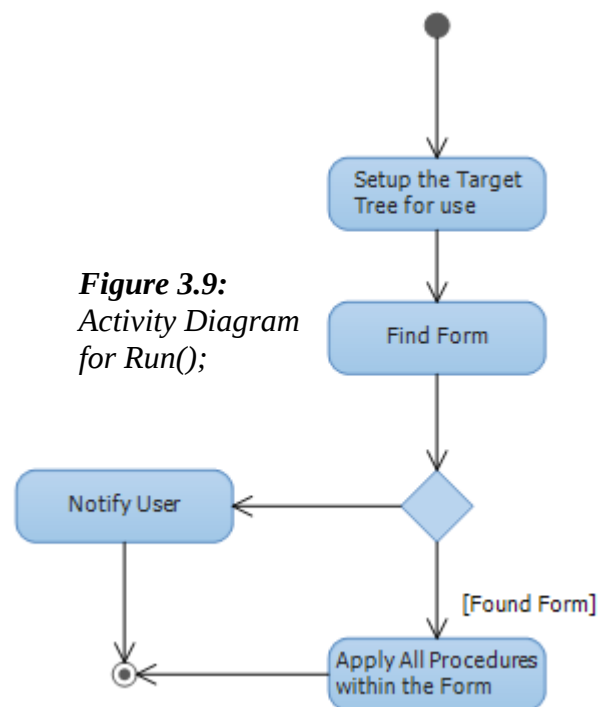 Setup the Target
Tree for use
Figure 3.9:
Activity Diagram
for Run();
Find Form
Notify User
[Found Form]
Apply All Procedures
within the Form